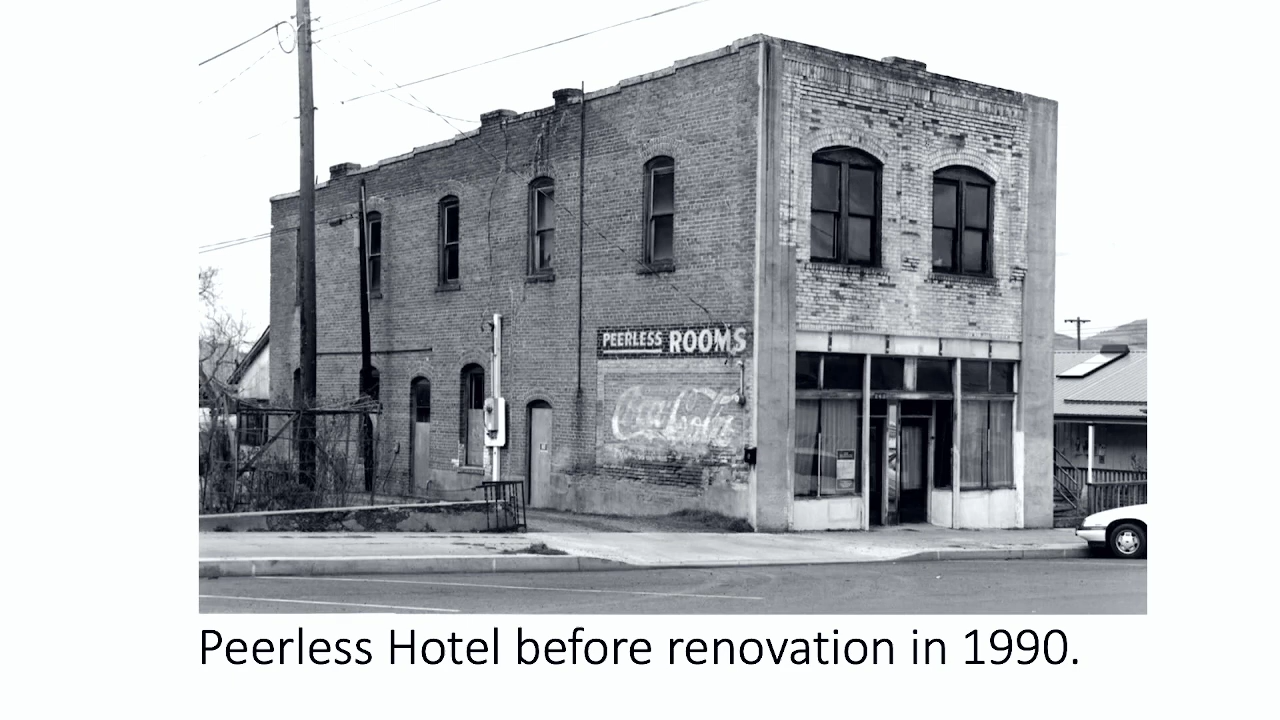 PEERLESS ROOMS
Coca-Cola
Peerless Hotel before renovation in 1990.